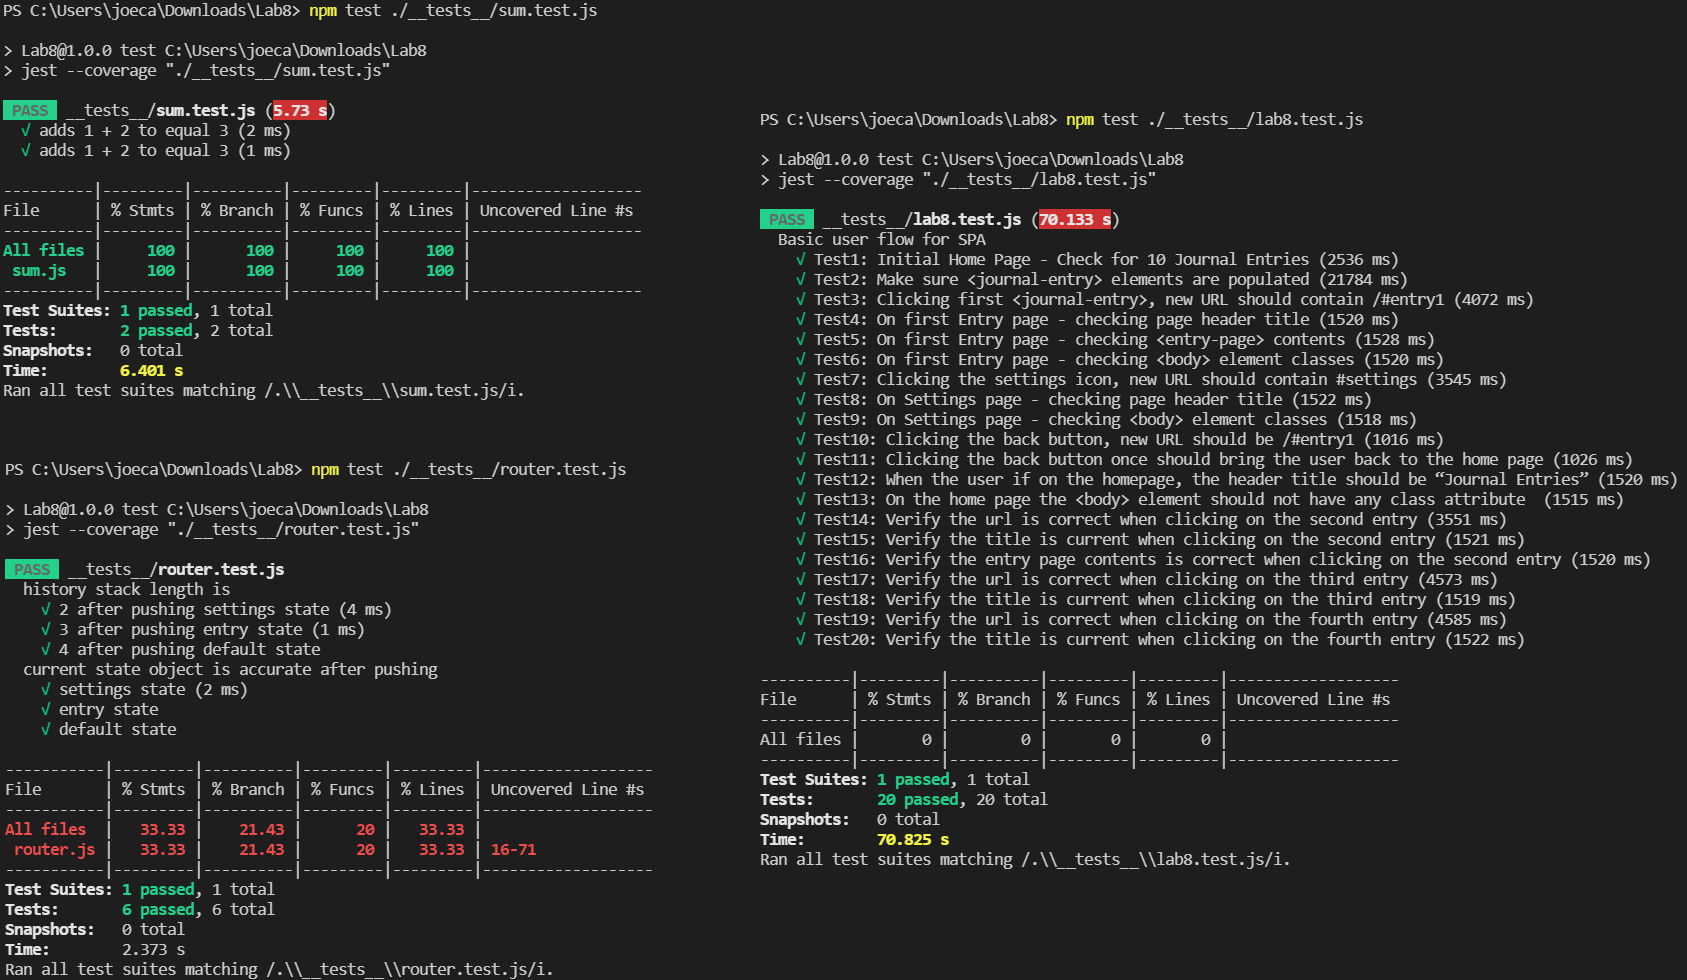 PS C:\Users\joeca\Downloads\Lab8> npm test ./__tests__/sum.test.js
> Lab8@1.0.0 test C:\Users\joeca\Downloads\Lab8
> jest --coverage "./__tests__/sum.test.js"
PASS __tests__/sum.test.js (5.73 s)
√ adds 1 + 2 to equal 3 (2 ms)
√ adds 1 + 2 to equal 3 (1 ms)
----------|---------|----------|---------|---------|-------------------
File      | % Stmts | % Branch | % Funcs | % Lines | Uncovered Line #s
----------|---------|----------|---------|---------|-------------------
All files |     100 |      100 |     100 |     100 |
 sum.js   |     100 |      100 |     100 |     100 |
----------|---------|----------|---------|---------|-------------------
Test Suites: 1 passed, 1 total
Tests:       2 passed, 2 total
Snapshots:   0 total
Time:        6.401 s
Ran all test suites matching /.\\__tests__\\sum.test.js/i.
PS C:\Users\joeca\Downloads\Lab8> npm test ./__tests__/router.test.js
> Lab8@1.0.0 test C:\Users\joeca\Downloads\Lab8
> jest --coverage "./__tests__/router.test.js"
PASS __tests__/router.test.js
history stack length is
√ 2 after pushing settings state (4 ms)
√ 3 after pushing entry state (1 ms)
√ 4 after pushing default state
current state object is accurate after pushing
√ settings state (2 ms)
√ entry state
√ default state
-----------|---------|----------|---------|---------|-------------------
File       | % Stmts | % Branch | % Funcs | % Lines | Uncovered Line #s
-----------|---------|----------|---------|---------|-------------------
All files  |   33.33 |    21.43 |      20 |   33.33 |
 router.js |   33.33 |    21.43 |      20 |   33.33 | 16-71
-----------|---------|----------|---------|---------|-------------------
Test Suites: 1 passed, 1 total
Tests:       6 passed, 6 total
Snapshots:   0 total
Time:        2.373 s
Ran all test suites matching /.\\__tests__\\router.test.js/i.
PS C:\Users\joeca\Downloads\Lab8> npm test ./__tests__/lab8.test.js
> Lab8@1.0.0 test C:\Users\joeca\Downloads\Lab8
> jest --coverage "./__tests__/lab8.test.js"
PASS __tests__/lab8.test.js (70.133 s)
Basic user flow for SPA
√ Test1: Initial Home Page - Check for 10 Journal Entries (2536 ms)
√ Test2: Make sure <journal-entry> elements are populated (21784 ms)
√ Test3: Clicking first <journal-entry>, new URL should contain /#entry1 (4072 ms)
√ Test4: On first Entry page - checking page header title (1520 ms)
√ Test5: On first Entry page - checking <entry-page> contents (1528 ms)
√ Test6: On first Entry page - checking <body> element classes (1520 ms)
√ Test7: Clicking the settings icon, new URL should contain #settings (3545 ms)
√ Test8: On Settings page - checking page header title (1522 ms)
√ Test9: On Settings page - checking <body> element classes (1518 ms)
√ Test10: Clicking the back button, new URL should be /#entry1 (1016 ms)
√ Test11: Clicking the back button once should bring the user back to the home page (1026 ms)
√ Test12: When the user if on the homepage, the header title should be “Journal Entries” (1520 ms)
√ Test13: On the home page the <body> element should not have any class attribute  (1515 ms)
√ Test14: Verify the url is correct when clicking on the second entry (3551 ms)
√ Test15: Verify the title is current when clicking on the second entry (1521 ms)
√ Test16: Verify the entry page contents is correct when clicking on the second entry (1520 ms)
√ Test17: Verify the url is correct when clicking on the third entry (4573 ms)
√ Test18: Verify the title is current when clicking on the third entry (1519 ms)
√ Test19: Verify the url is correct when clicking on the fourth entry (4585 ms)
√ Test20: Verify the title is current when clicking on the fourth entry (1522 ms)
----------|---------|----------|---------|---------|-------------------
File      | % Stmts | % Branch | % Funcs | % Lines | Uncovered Line #s
----------|---------|----------|---------|---------|-------------------
All files |       0 |        0 |       0 |       0 |
----------|---------|----------|---------|---------|-------------------
Test Suites: 1 passed, 1 total
Tests:       20 passed, 20 total
Snapshots:   0 total
Time:        70.825 s
Ran all test suites matching /.\\__tests__\\lab8.test.js/i.